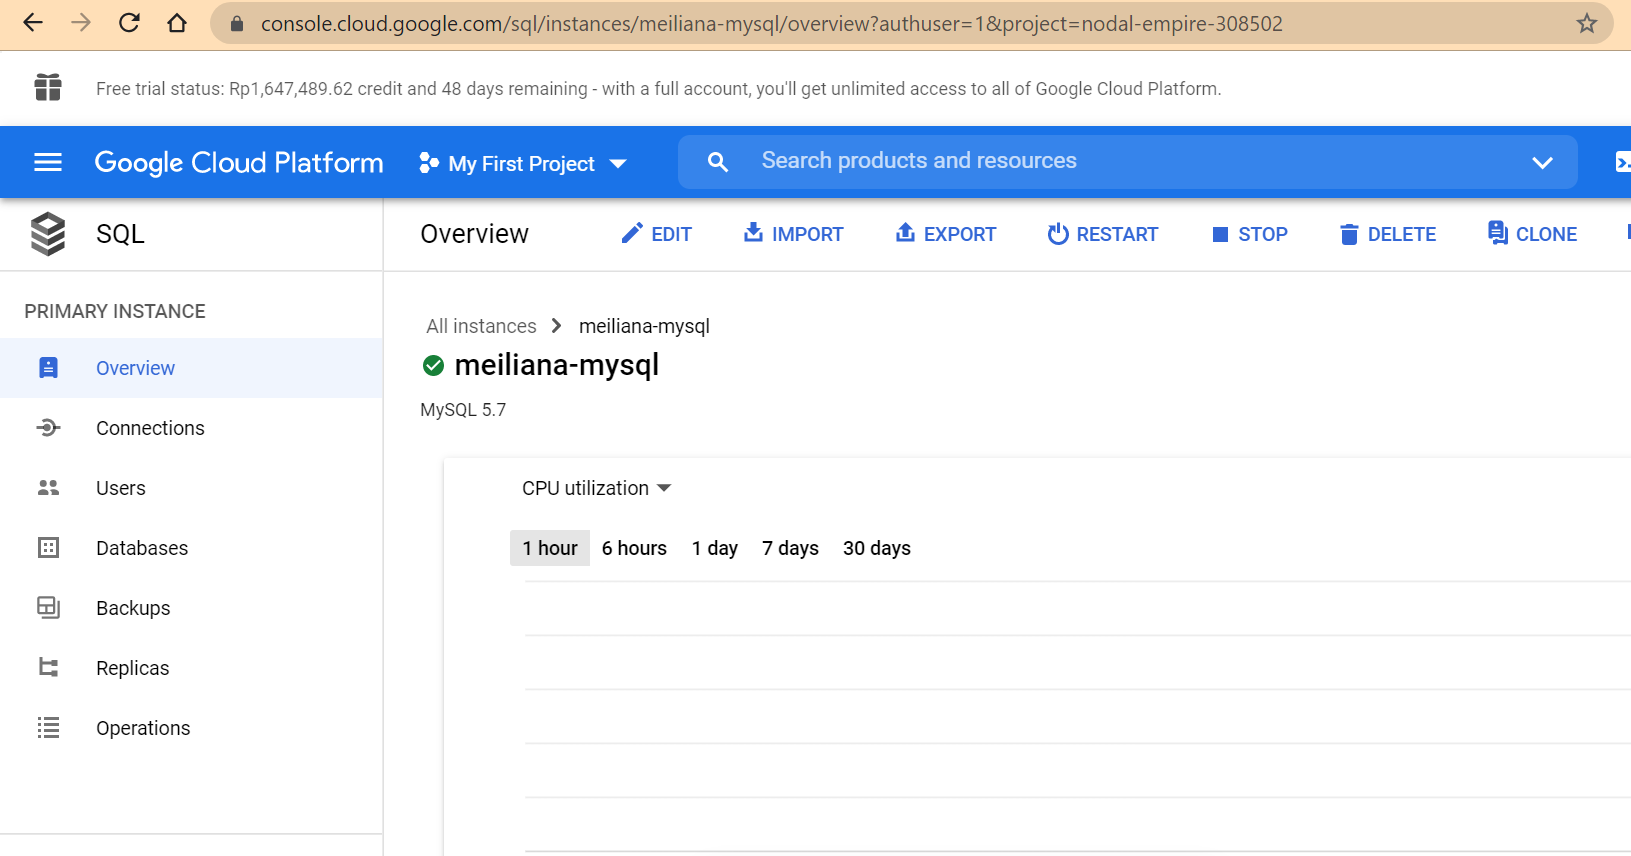 console.cloud.google.com/sql/instances/meiliana-mysql/overview?authuser=1&project=nodal-empire-308502
Free trial status: Rp1,647,489.62 credit and 48 days remaining - with a full account, you'll get unlimited access to all of Google Cloud Platform.
Google Cloud Platform My First Project Search products and resources
SQL Overview EDIT IMPORT EXPORT RESTART STOP DELETE CLONE
PRIMARY INSTANCE
Overview
Connections
Users
Databases
Backups
Replicas
Operations
All instances > meiliana-mysql
meiliana-mysql
MySQL 5.7
CPU utilization
1 hour 6 hours 1 day 7 days 30 days